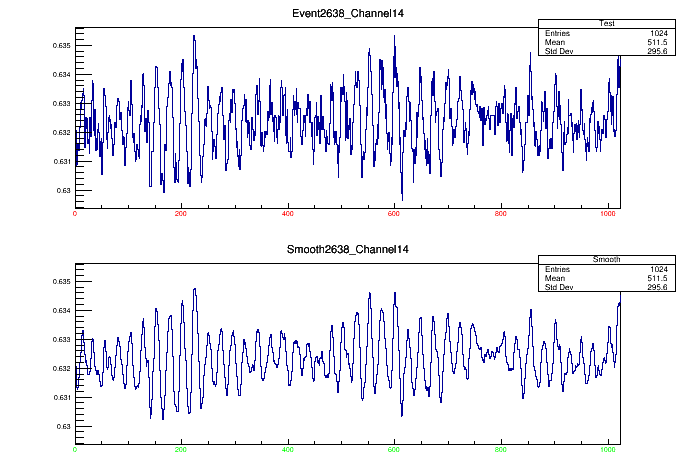 Event2638_Channel14
Test
Entries 1024
Mean 511.5
Std Dev 295.6
0.635
0.634
0.633
0.632
0.631
0.63
0 200 400 600 800 1000
Smooth2638_Channel14
Smooth
Entries 1024
Mean 511.5
Std Dev 295.6
0.635
0.634
0.633
0.632
0.631
0.63
0 200 400 600 800 1000